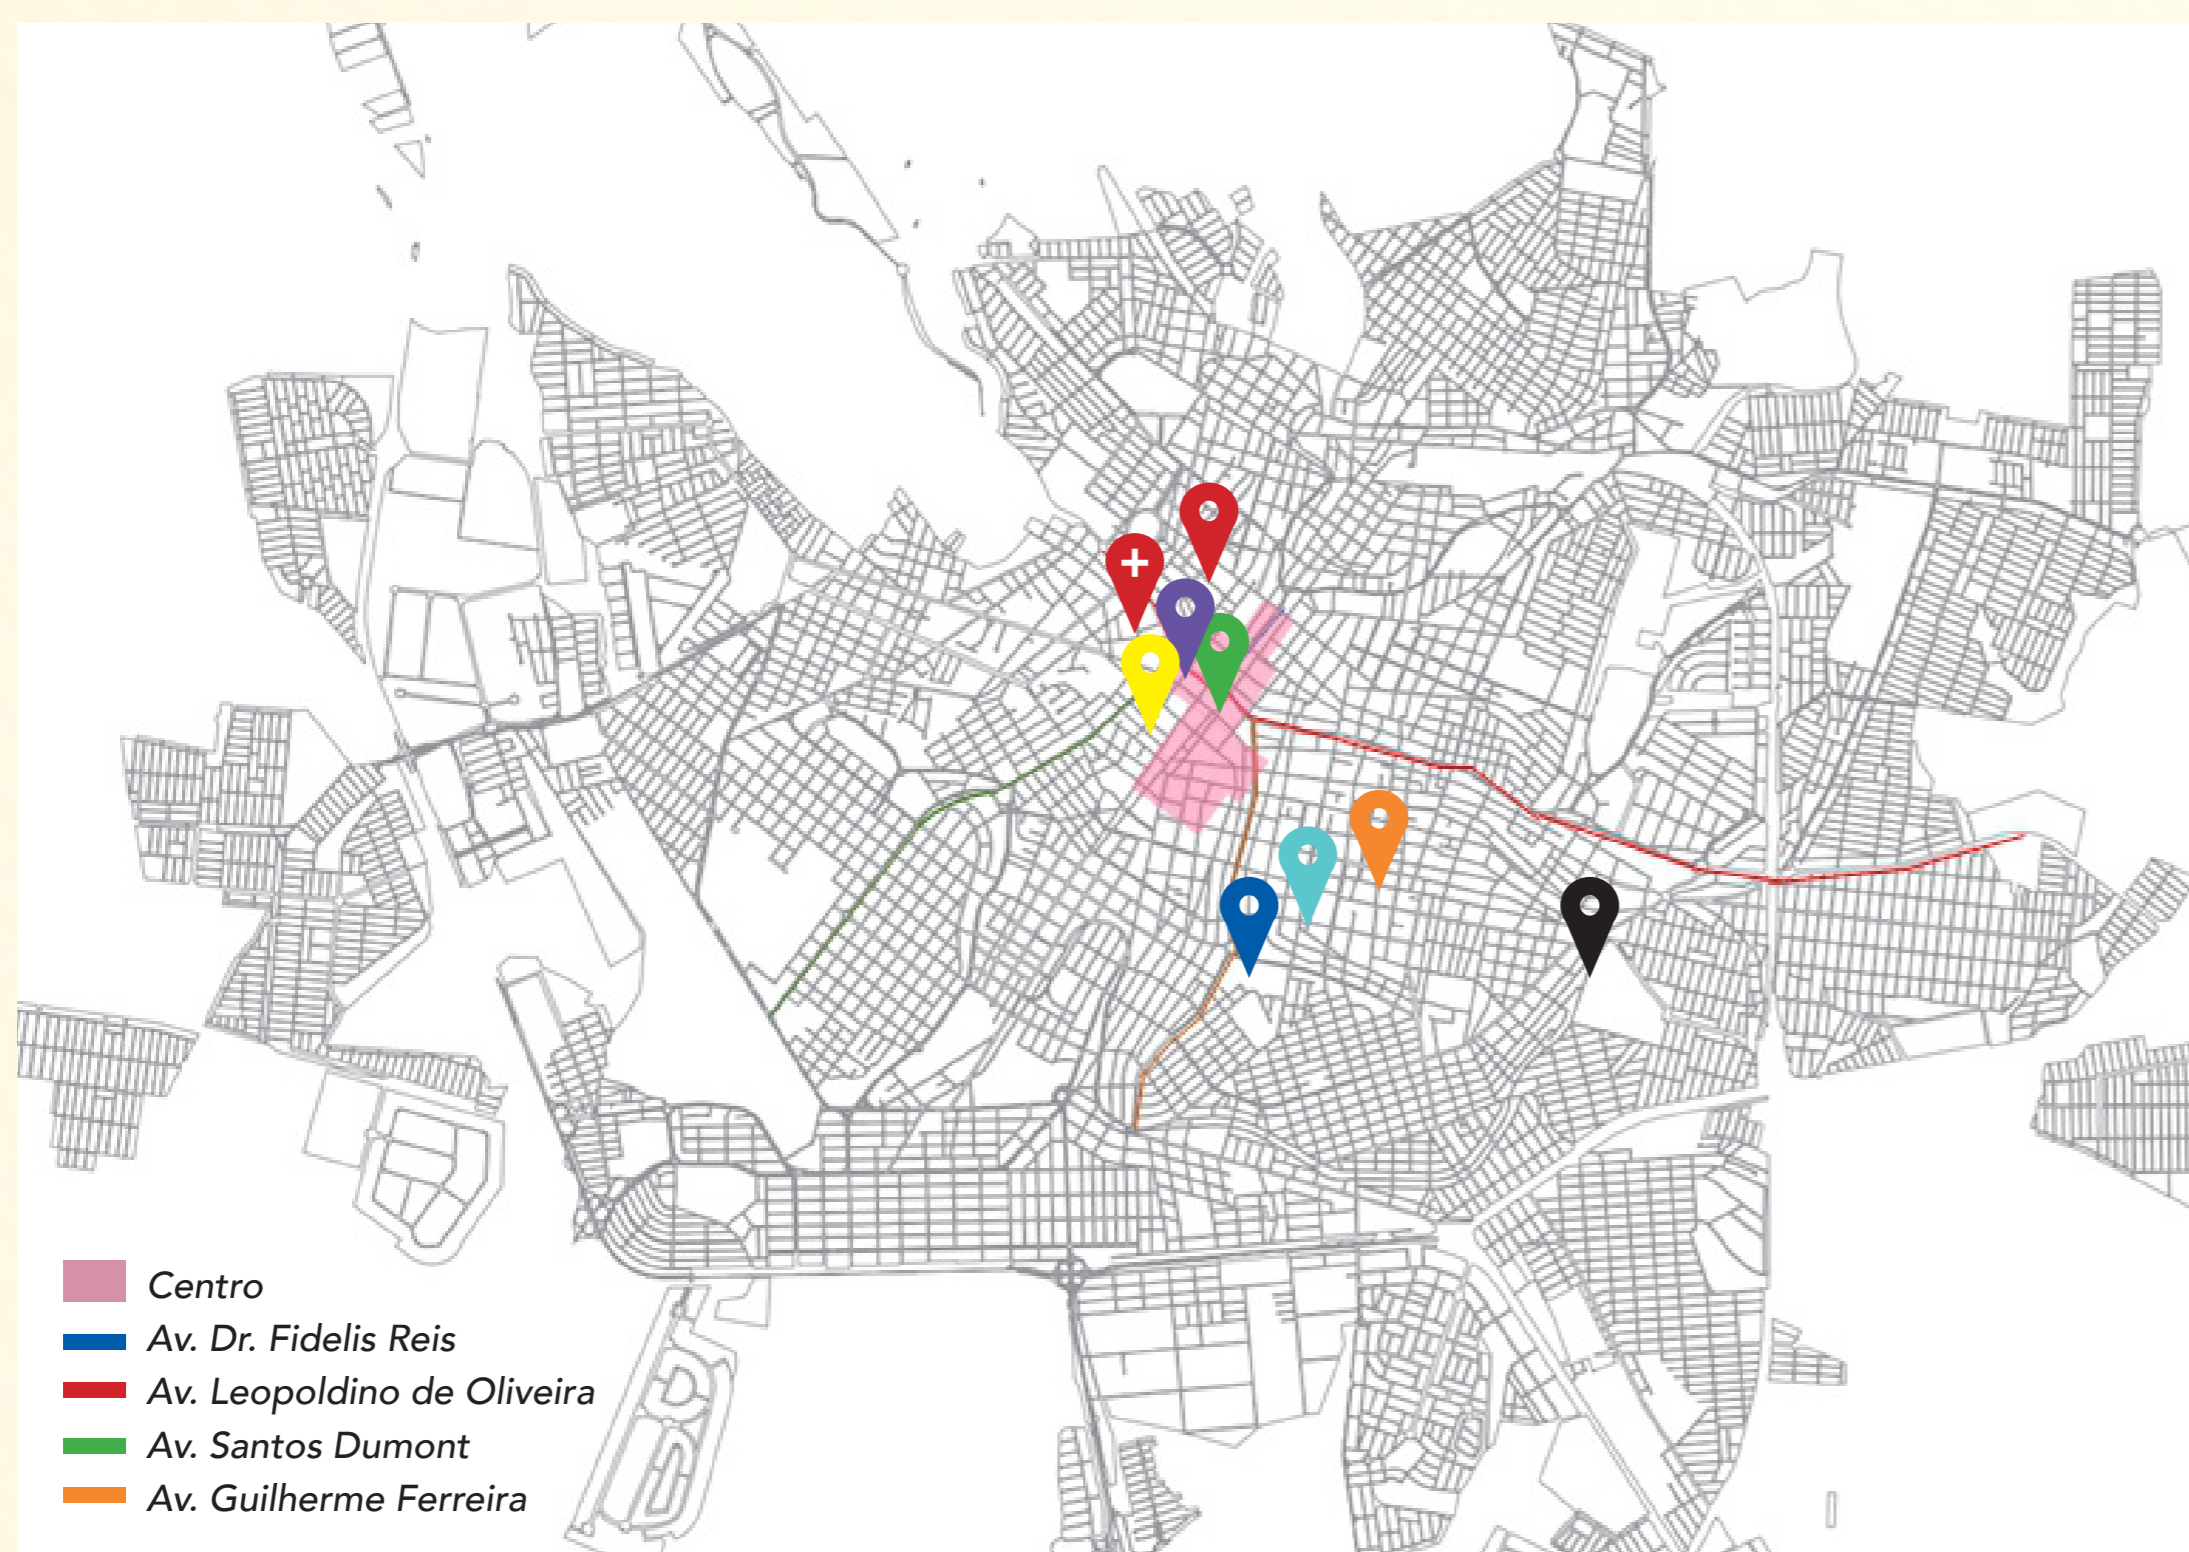 Centro
Av. Dr. Fidelis Reis
Av. Leopoldino de Oliveira
Av. Santos Dumont
Av. Guilherme Ferreira